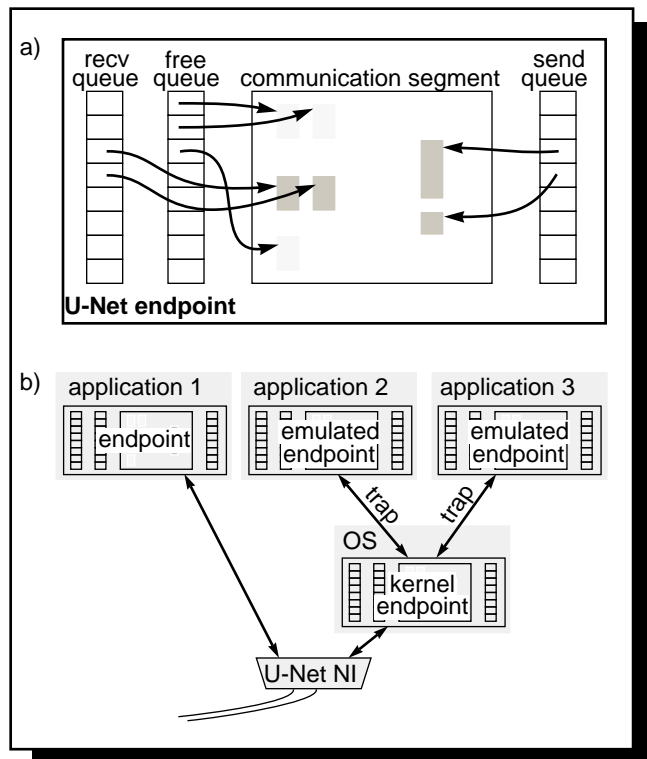 a)
recv queue
free queue
communication segment
send queue
U-Net endpoint
b)
application 1
application 2
application 3
endpoint
emulated endpoint
emulated endpoint
trap
trap
OS
kernel endpoint
U-Net NI